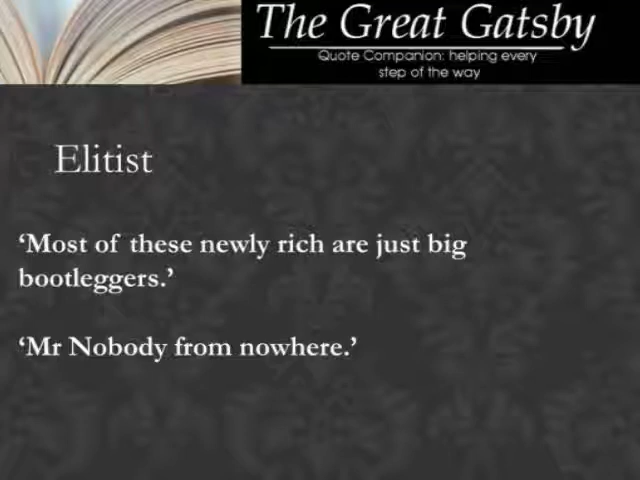 The Great Gatsby
Quote Companion: helping every
step of the way
Elitist
‘Most of these newly rich are just big
bootleggers.’
‘Mr Nobody from nowhere.’